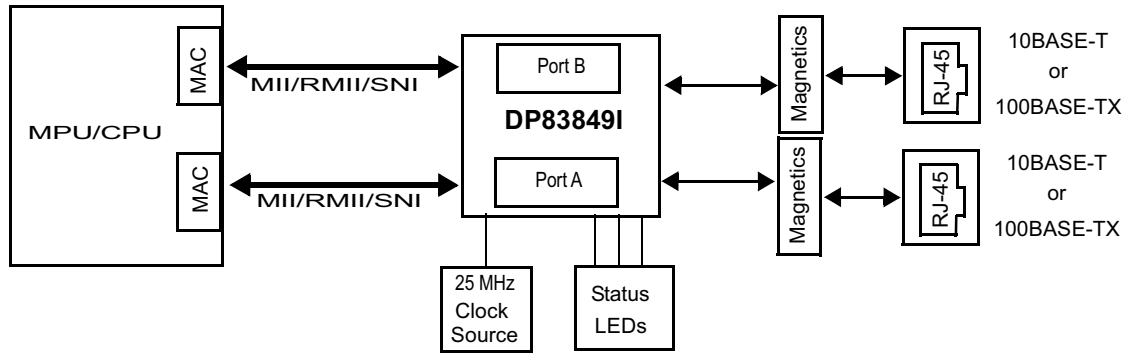 MPU/CPU
MAC
MII/RMII/SNI
MAC
MII/RMII/SNI
Port B
DP83849I
Port A
25 MHz
Clock
Source
Status
LEDs
Magnetics
Magnetics
RJ-45
10BASE-T
or
100BASE-TX
RJ-45
10BASE-T
or
100BASE-TX